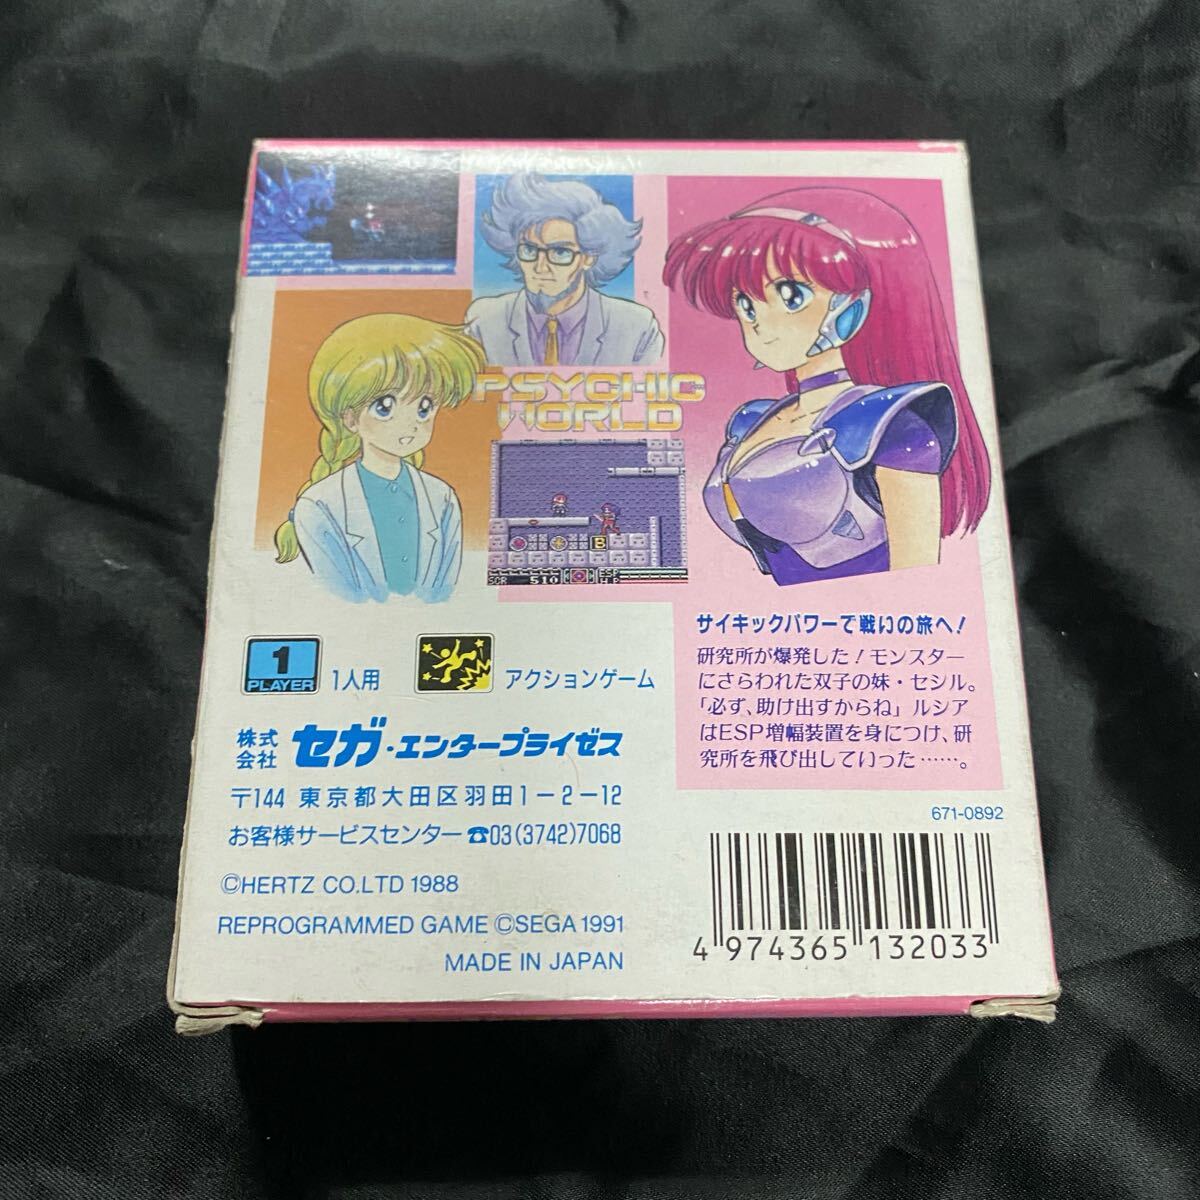 PSYCHIC
WORLD
B
SCR 510 ESP
H.P
サイキックパワーで戦いの旅へ!
研究所が爆発した!モンスター
にさらわれた双子の妹・セシル。
「必ず、助け出すからね」ルシア
はESP増幅装置を身につけ、研
究所を飛び出していった……。
1
PLAYER
1人用
アクションゲーム
株式
会社
セガ・エンタープライゼス
〒144 東京都大田区羽田1-2-12
お客様サービスセンター☎03(3742)7068
©HERTZ CO.LTD 1988
REPROGRAMMED GAME ©SEGA 1991
MADE IN JAPAN
671-0892
4 974365 132033